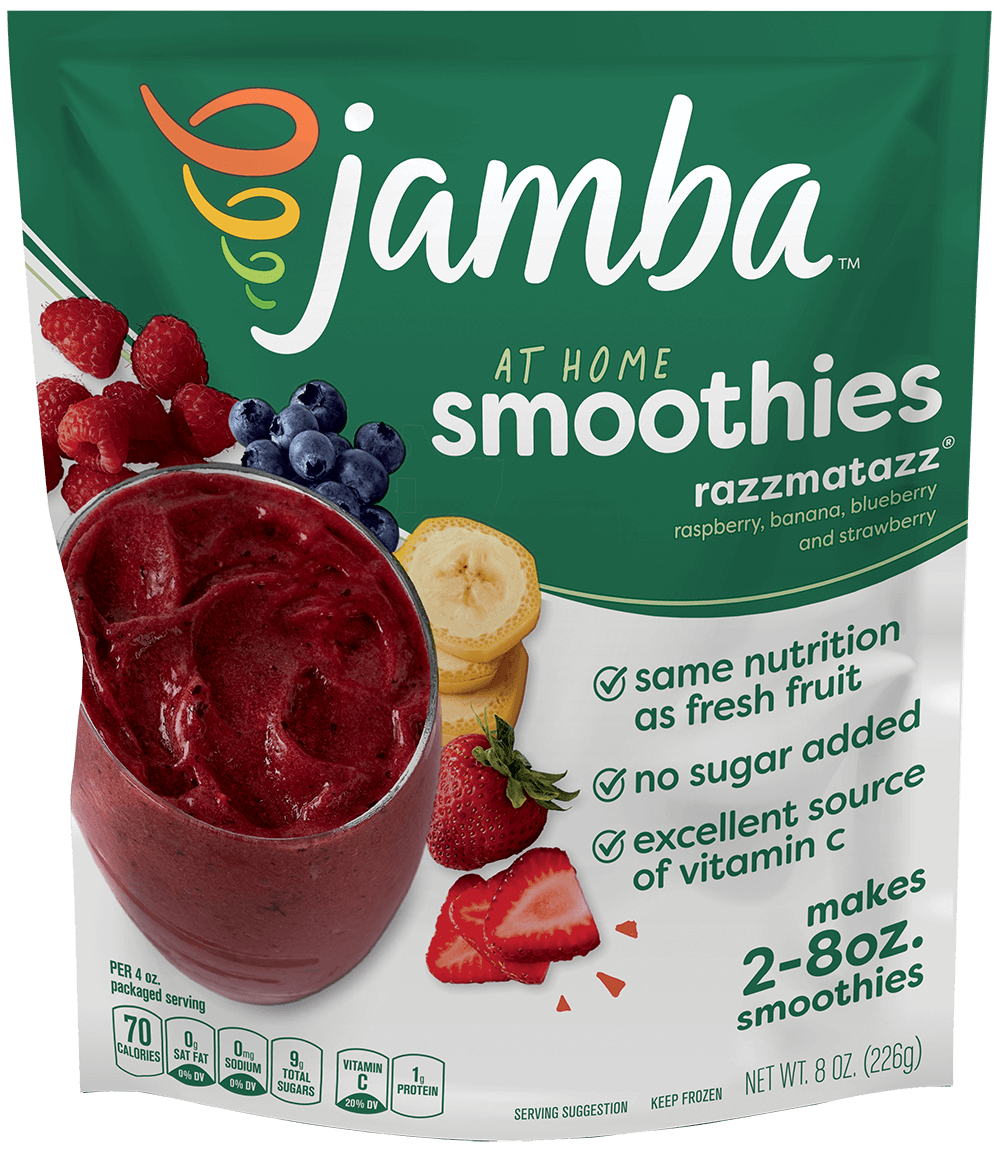 jamba™
AT HOME
smoothies
razzmatazz®
raspberry, banana, blueberry
and strawberry
same nutrition
as fresh fruit
no sugar added
excellent source
of vitamin c
makes
2-8oz.
smoothies
PER 4 oz.
packaged serving
70
CALORIES
0g
SAT FAT
0% DV
0mg
SODIUM
0% DV
9g
TOTAL
SUGARS
VITAMIN
C
20% DV
1g
PROTEIN
SERVING SUGGESTION
KEEP FROZEN
NET WT. 8 OZ. (226g)